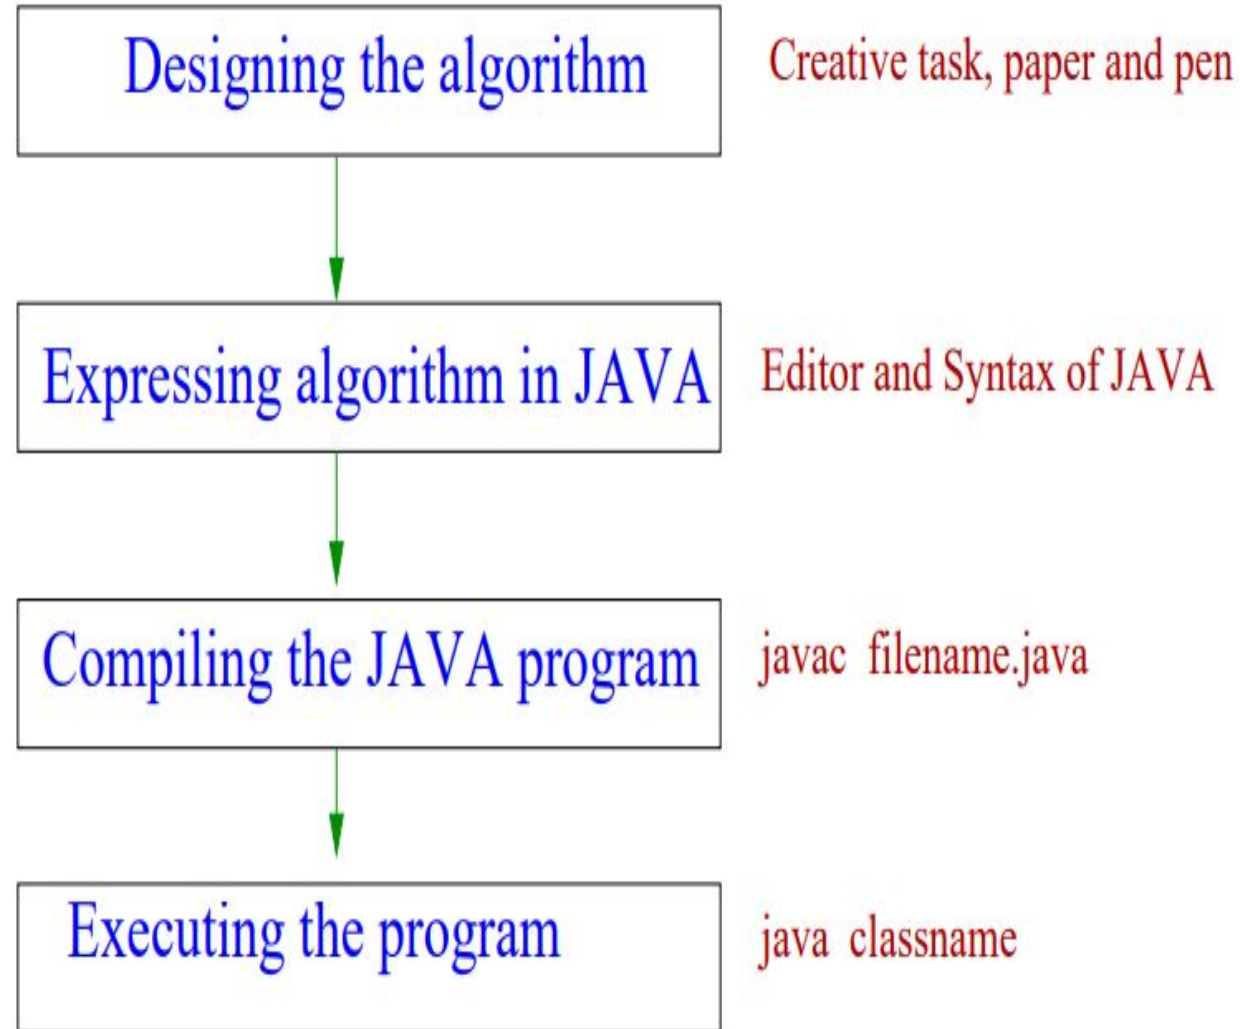 Designing the algorithm
Creative task, paper and pen
Expressing algorithm in JAVA
Editor and Syntax of JAVA
Compiling the JAVA program
javac filename.java
Executing the program
java classname